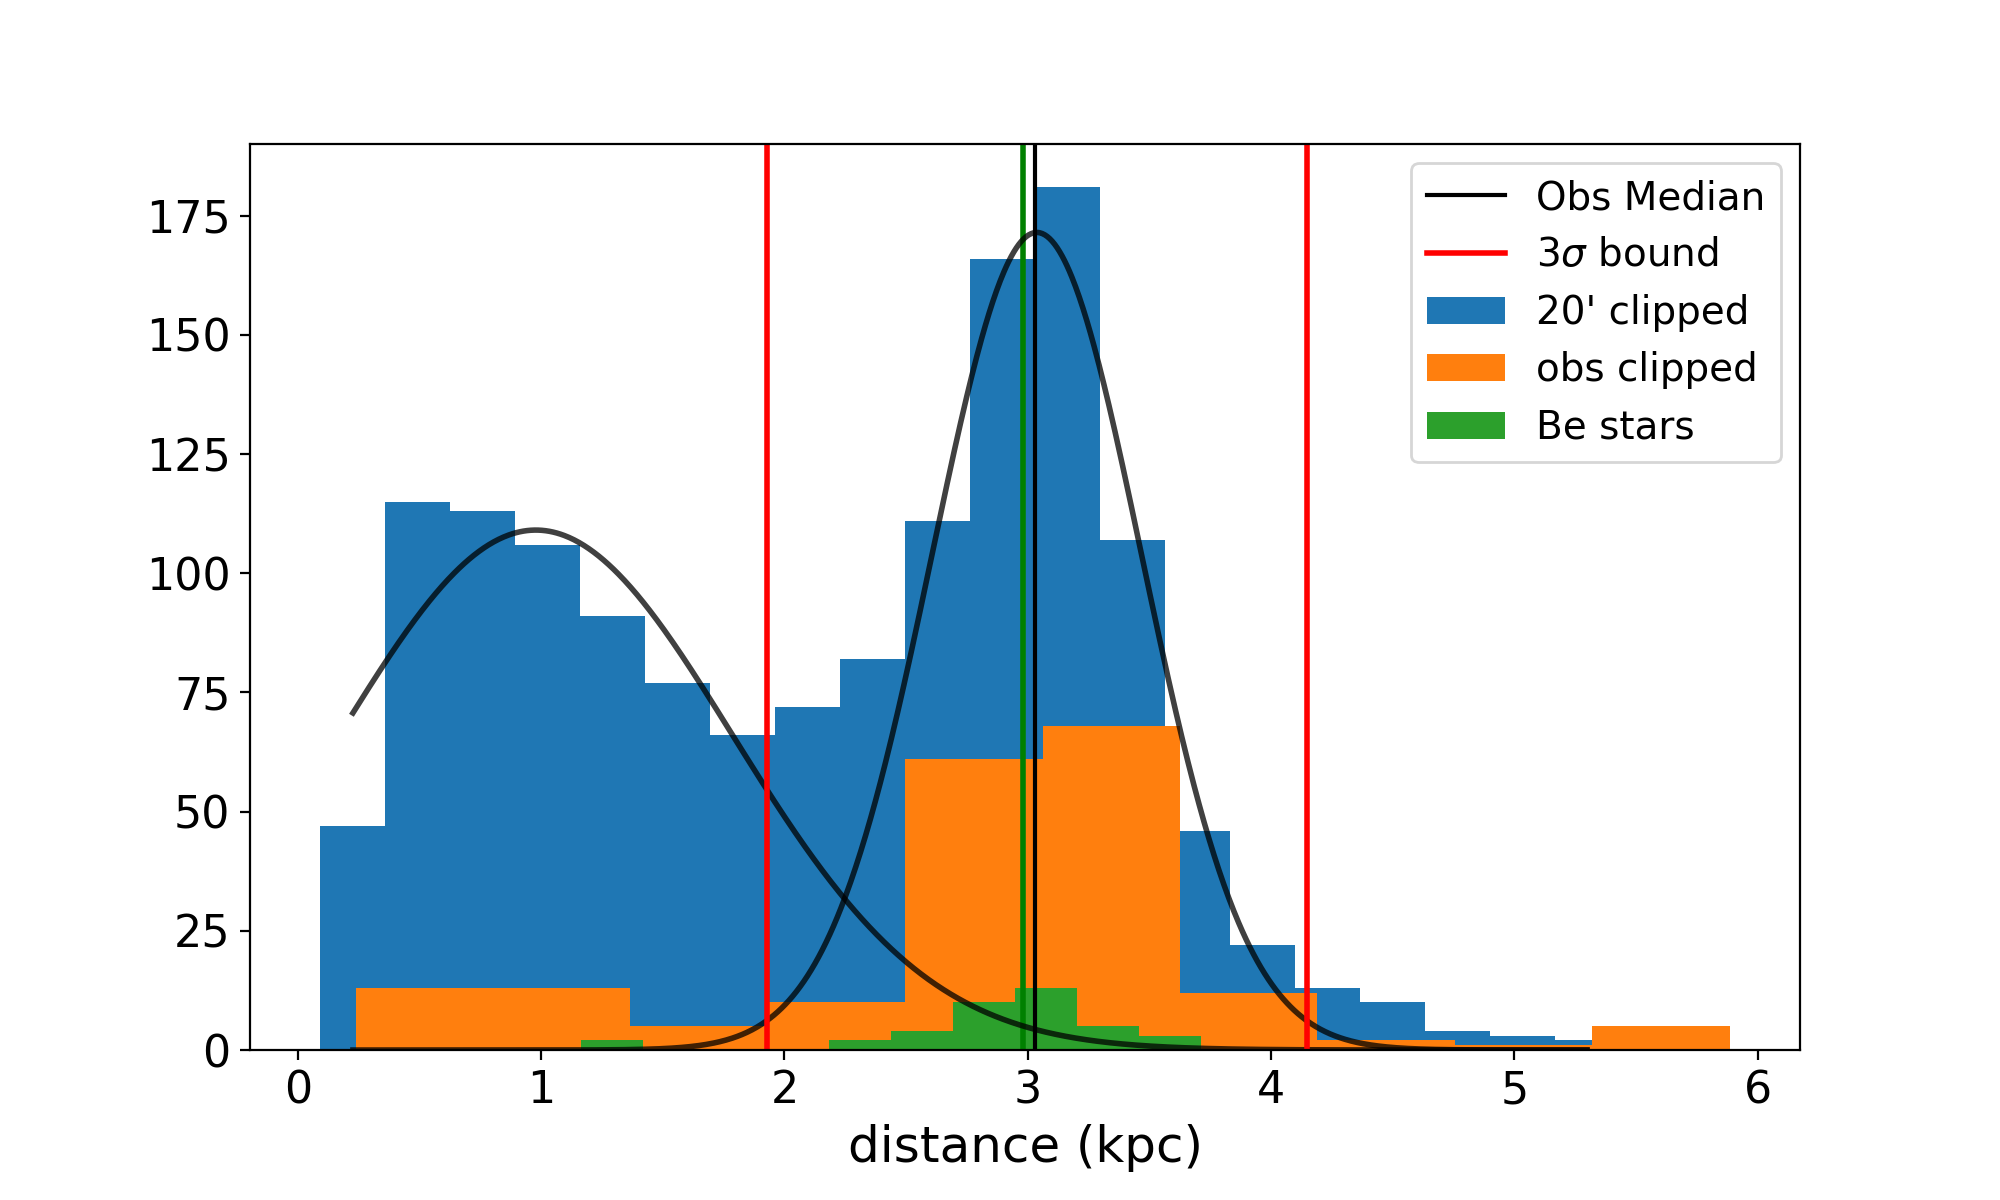 175
150
125
100
75
50
25
0
0 1 2 3 4 5 6
distance (kpc)
Obs Median
3σ bound
20' clipped
obs clipped
Be stars